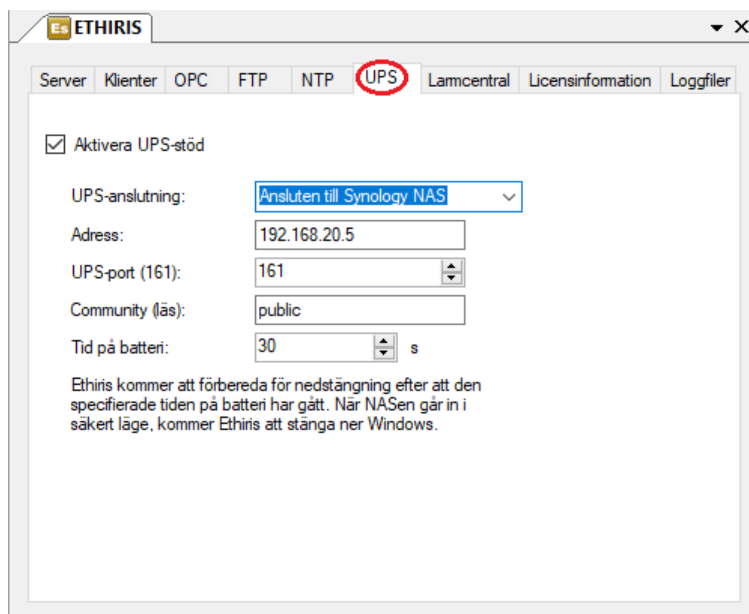 Es ETHIRIS
Server Klienter OPC FTP NTP UPS Larmcentral Licensinformation Loggfiler
Aktivera UPS-stöd
UPS-anslutning: Ansluten till Synology NAS
Adress: 192.168.20.5
UPS-port (161): 161
Community (läs): public
Tid på batteri: 30 s
Ethiris kommer att förbereda för nedstängning efter att den
specifierade tiden på batteri har gått. När NASen går in i
säkert läge, kommer Ethiris att stänga ner Windows.